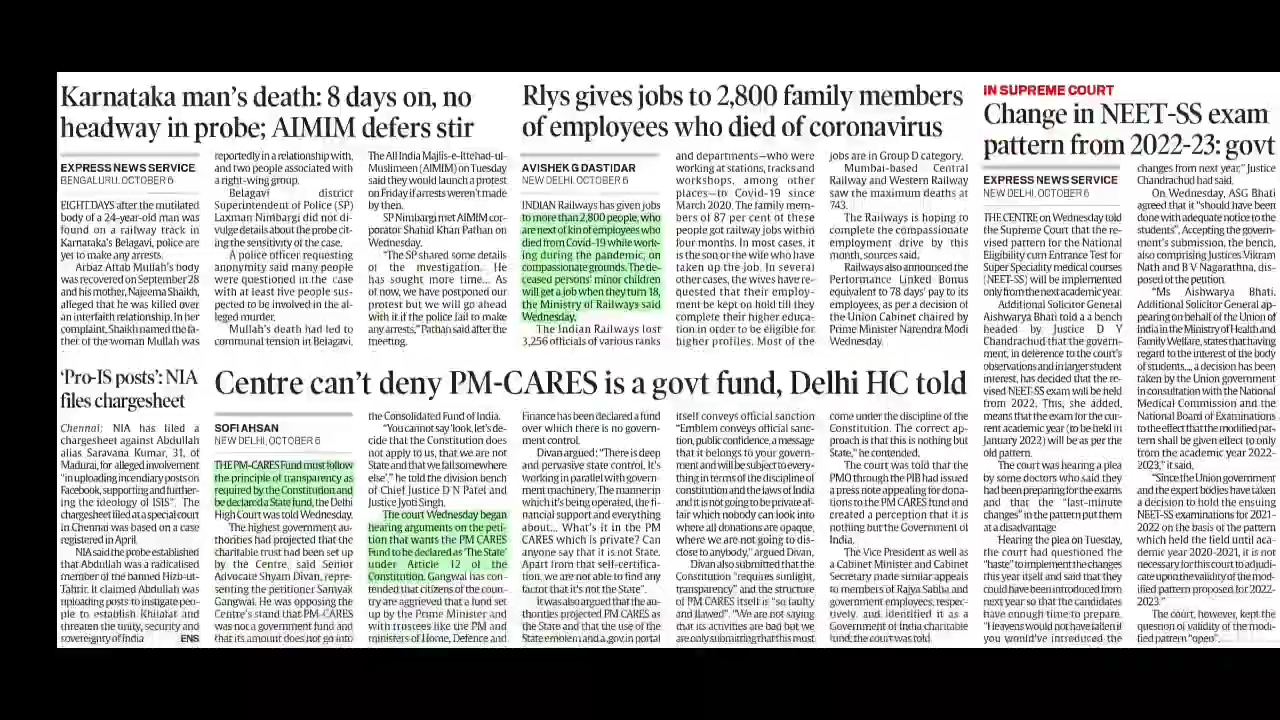 Karnataka man's death: 8 days on, no
headway in probe; AIMIM defers stir
EXPRESS NEWS SERVICE
BENGALURU, OCTOBER 6
EIGHT DAYS after the mutilated
body of a 24-year-old man was
found on a railway track in
Karnataka's Belagavi, police are
yet to make any arrests.
Arbaz Aftab Mullah's body
was recovered on September 28
and his mother, Najeema Shaikh,
alleged that he was killed over
an interfaith relationship. In her
complaint, Shaikh named the fa-
ther of the woman Mullah was
reportedly in a relationship with,
and two people associated with
a right-wing group.
Belagavi district
Superintendent of Police (SP)
Laxman Nimbargi did not di-
vulge details about the probe cit-
ing the sensitivity of the case.
A police officer requesting
anonymity said many people
were questioned in the case
with at least five people sus-
pected to be involved in the al-
leged murder.
Mullah's death had led to
communal tension in Belagavi.
The All India Majlis-e-Ittehad-ul-
Muslimeen (AIMIM) on Tuesday
said they would launch a protest
on Friday if arrests weren't made
by then.
SP Nimbargi met AIMIM cor-
porator Shahid Khan Pathan on
Wednesday.
"The SP shared some details
of the investigation. He
has sought more time... As
of now, we have postponed our
protest but we will go ahead
with it if the police fail to make
any arrests," Pathan said after the
meeting.
Rlys gives jobs to 2,800 family members
of employees who died of coronavirus
AVISHEK G DASTIDAR
NEW DELHI, OCTOBER 6
INDIAN Railways has given jobs
to more than 2,800 people, who
are next of kin of employees who
died from Covid-19 while work-
ing during the pandemic, on
compassionate grounds. The de-
ceased persons' minor children
will get a job when they turn 18,
the Ministry of Railways said
Wednesday.
The Indian Railways lost
3,256 officials of various ranks
and departments—who were
working at stations, tracks and
workshops, among other
places—to Covid-19 since
March 2020. The family mem-
bers of 87 per cent of these
people got railway jobs within
four months. In most cases, it
is the son or the wife who have
taken up the job. In several
other cases, the wives have re-
quested that their employ-
ment be kept on hold till they
complete their higher educa-
tion in order to be eligible for
higher profiles. Most of the
jobs are in Group D category.
Mumbai-based Central
Railway and Western Railway
saw the maximum deaths at
743.
The Railways is hoping to
complete the compassionate
employment drive by this
month, sources said.
Railways also announced the
Performance Linked Bonus
equivalent to 78 days' pay to its
employees, as per a decision of
the Union Cabinet chaired by
Prime Minister Narendra Modi
Wednesday.
IN SUPREME COURT
Change in NEET-SS exam
pattern from 2022-23: govt
EXPRESS NEWS SERVICE
NEW DELHI, OCTOBER 6
THE CENTRE on Wednesday told
the Supreme Court that the re-
vised pattern for the National
Eligibility cum Entrance Test for
Super Speciality medical courses
(NEET-SS) will be implemented
only from the next academic year.
Additional Solicitor General
Aishwarya Bhati told a a bench
headed by Justice D Y
Chandrachud that the govern-
ment, in deference to the court's
observations and in larger student
interest, has decided that the re-
vised NEET-SS exam will be held
from 2022. This, she added,
means that the exam for the cur-
rent academic year (to be held in
January 2022) will be as per the
old pattern.
The court was hearing a plea
by some doctors who said they
had been preparing for the exams
and that the "last-minute
changes" in the pattern put them
at a disadvantage.
Hearing the plea on Tuesday,
the court had questioned the
"haste" to implement the changes
this year itself and said that they
could have been introduced from
next year so that the candidates
have enough time to prepare.
"Heavens would not have fallen if
you would've introduced the
changes from next year," Justice
Chandrachud had said.
On Wednesday, ASG Bhati
agreed that it "should have been
done with adequate notice to the
students". Accepting the govern-
ment's submission, the bench,
also comprising Justices Vikram
Nath and B V Nagarathna, dis-
posed of the petition.
"Ms Aishwarya Bhati,
Additional Solicitor General ap-
pearing on behalf of the Union of
India in the Ministry of Health and
Family Welfare, states that having
regard to the interest of the body
of students..., a decision has been
taken by the Union government
in consultation with the National
Medical Commission and the
National Board of Examinations
to the effect that the modified pat-
tern shall be given effect to only
from the academic year 2022-
2023," it said.
"Since the Union government
and the expert bodies have taken
a decision to hold the ensuing
NEET-SS examinations for 2021-
2022 on the basis of the pattern
which held the field until aca-
demic year 2020-2021, it is not
necessary for this court to adjudi-
cate upon the validity of the mod-
ified pattern proposed for 2022-
2023."
The court, however, kept the
question of validity of the modi-
fied pattern "open".
'Pro-IS posts': NIA
files chargesheet
Chennai: NIA has filed a
chargesheet against Abdullah
alias Saravana Kumar, 31, of
Madurai, for alleged involvement
"in uploading incendiary posts on
Facebook, supporting and further-
ing the ideology of ISIS". The
chargesheet filed at a special court
in Chennai was based on a case
registered in April.
NIA said the probe established
that Abdullah was a radicalised
member of the banned Hizb-ut-
Tahrir. It claimed Abdullah was
uploading posts to instigate peo-
ple to establish Khilafat and
threaten the unity, security and
sovereignty of India ENS
Centre can't deny PM-CARES is a govt fund, Delhi HC told
SOFI AHSAN
NEW DELHI, OCTOBER 6
THE PM-CARES Fund must follow
the principle of transparency as
required by the Constitution and
be declared a State fund, the Delhi
High Court was told Wednesday.
The highest government au-
thorities had projected that the
charitable trust had been set up
by the Centre, said Senior
Advocate Shyam Divan, repre-
senting the petitioner Samyak
Gangwal. He was opposing the
Centre's stand that PM-CARES
was not a government fund and
that its amount does not go into
the Consolidated Fund of India.
"You cannot say 'look, let's de-
cide that the Constitution does
not apply to us, that we are not
State and that we fall somewhere
else'," he told the division bench
of Chief Justice D N Patel and
Justice Jyoti Singh.
The court Wednesday began
hearing arguments on the peti-
tion that wants the PM CARES
Fund to be declared as 'The State'
under Article 12 of the
Constitution. Gangwal has con-
tended that citizens of the coun-
try are aggrieved that a fund set
up by the Prime Minister and
with trustees like the PM and
ministers of Home, Defence and
Finance has been declared a fund
over which there is no govern-
ment control.
Divan argued: "There is deep
and pervasive state control. It's
working in parallel with govern-
ment machinery. The manner in
which it's being operated, the fi-
nancial support and everything
about... What's it in the PM
CARES which is private? Can
anyone say that it is not State.
Apart from that self-certifica-
tion, we are not able to find any
factor that it's not the State".
It was also argued that the au-
thorities projected PM CARES as
the State and that the use of the
State emblem and a .gov.in portal
itself conveys official sanction
"Emblem conveys official sanc-
tion, public confidence, a message
that it belongs to your govern-
ment and will be subject to every-
thing in terms of the discipline of
constitution and the laws of India
and it is not going to be private af-
fair which nobody can look into
where all donations are opaque,
where we are not going to dis-
close to anybody," argued Divan.
Divan also submitted that the
Constitution "requires sunlight,
transparency" and the structure
of PM CARES itself is "so faulty
and flawed". "We are not saying
that its activities are bad but we
are only submitting that this must
come under the discipline of the
Constitution. The correct ap-
proach is that this is nothing but
State," he contended.
The court was told that the
PMO through the PIB had issued
a press note appealing for dona-
tions to the PM-CARES fund and
created a perception that it is
nothing but the Government of
India.
The Vice President as well as
a Cabinet Minister and Cabinet
Secretary made similar appeals
to members of Rajya Sabha and
government employees, respec-
tively, and identified it as a
Government of India charitable
fund, the court was told.